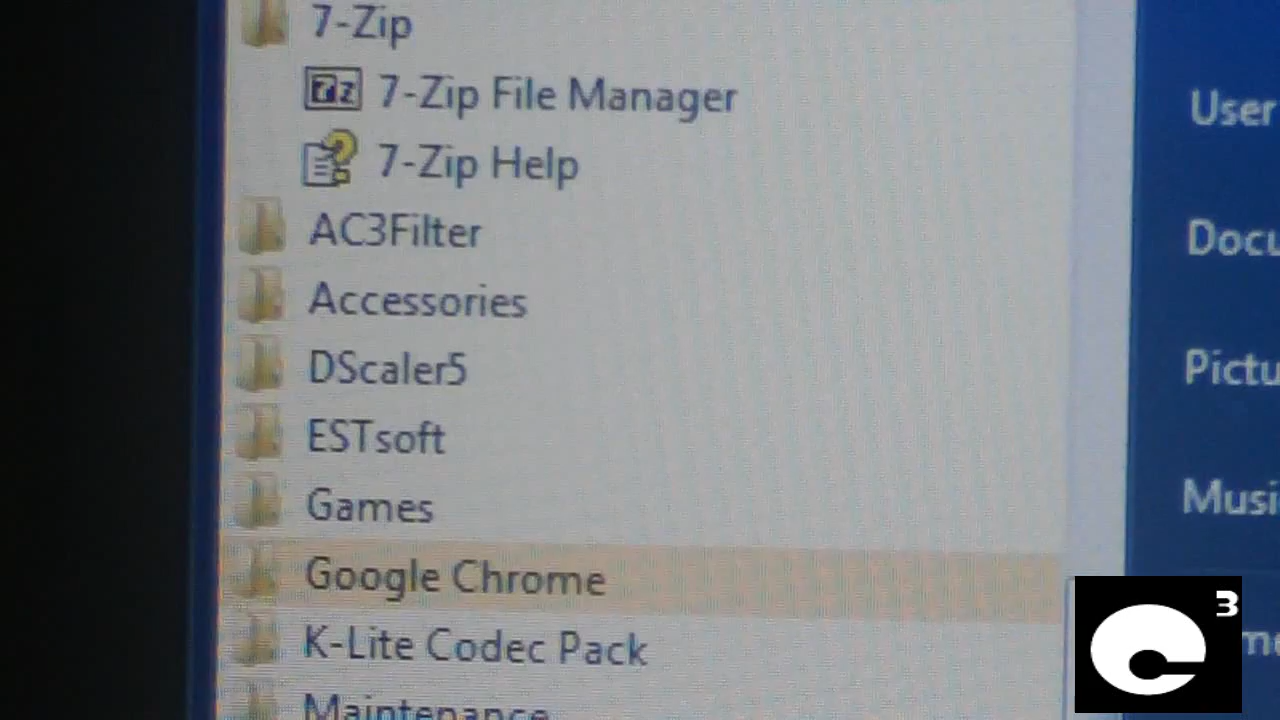 7-Zip
7-Zip File Manager
7-Zip Help
AC3Filter
Accessories
DScaler5
ESTsoft
Games
Google Chrome
K-Lite Codec Pack
Maintenance
User
Docu
Pictu
Musi
3